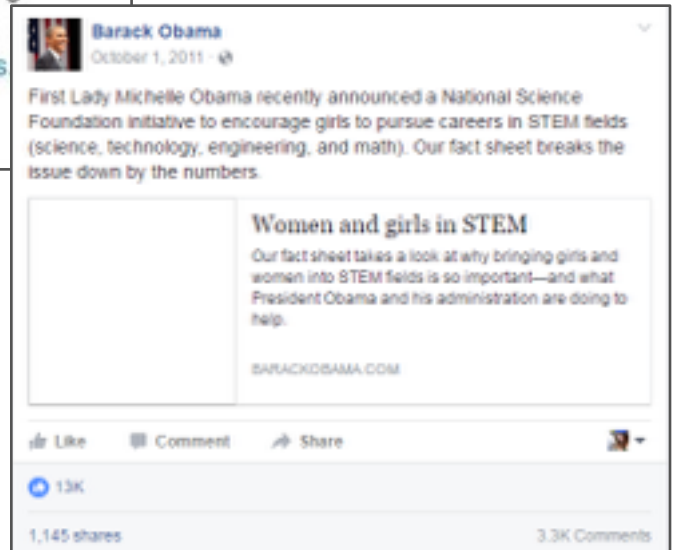 s
Barack Obama
October 1, 2011
First Lady Michelle Obama recently announced a National Science
Foundation initiative to encourage girls to pursue careers in STEM fields
(science, technology, engineering, and math). Our fact sheet breaks the
issue down by the numbers.
Women and girls in STEM
Our fact sheet takes a look at why bringing girls and
women into STEM fields is so important—and what
President Obama and his administration are doing to
help.
BARACKOBAMA.COM
Like Comment Share
13K
1,145 shares 3.3K Comments